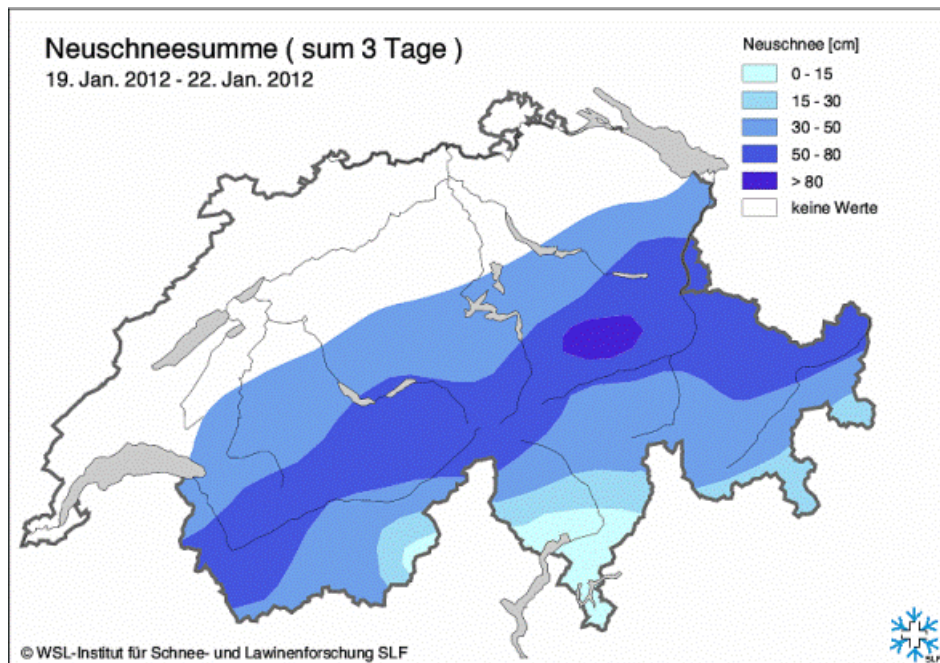 Neuschneesumme ( sum 3 Tage )
19. Jan. 2012 - 22. Jan. 2012
Neuschnee [cm]
0 - 15
15 - 30
30 - 50
50 - 80
> 80
keine Werte
© WSL-Institut für Schnee- und Lawinenforschung SLF
SLF